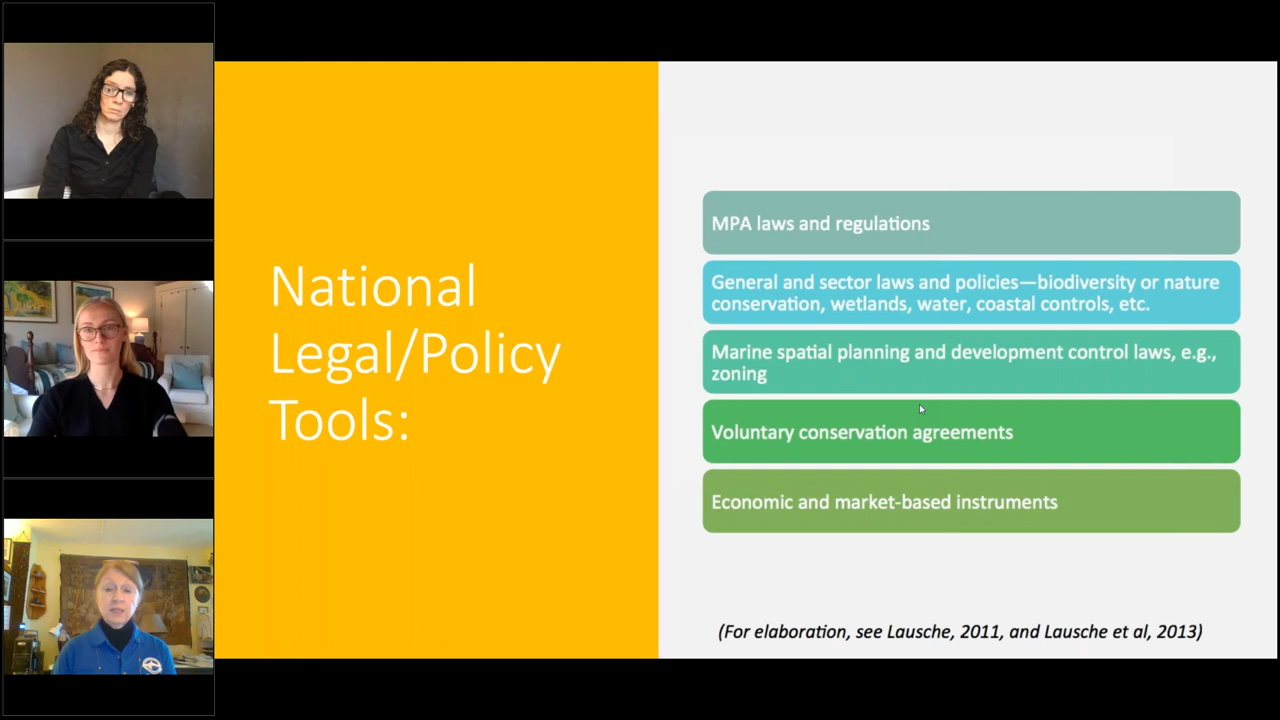 National
Legal/Policy
Tools:
MPA laws and regulations
General and sector laws and policies—biodiversity or nature
conservation, wetlands, water, coastal controls, etc.
Marine spatial planning and development control laws, e.g.,
zoning
Voluntary conservation agreements
Economic and market-based instruments
(For elaboration, see Lausche, 2011, and Lausche et al, 2013)